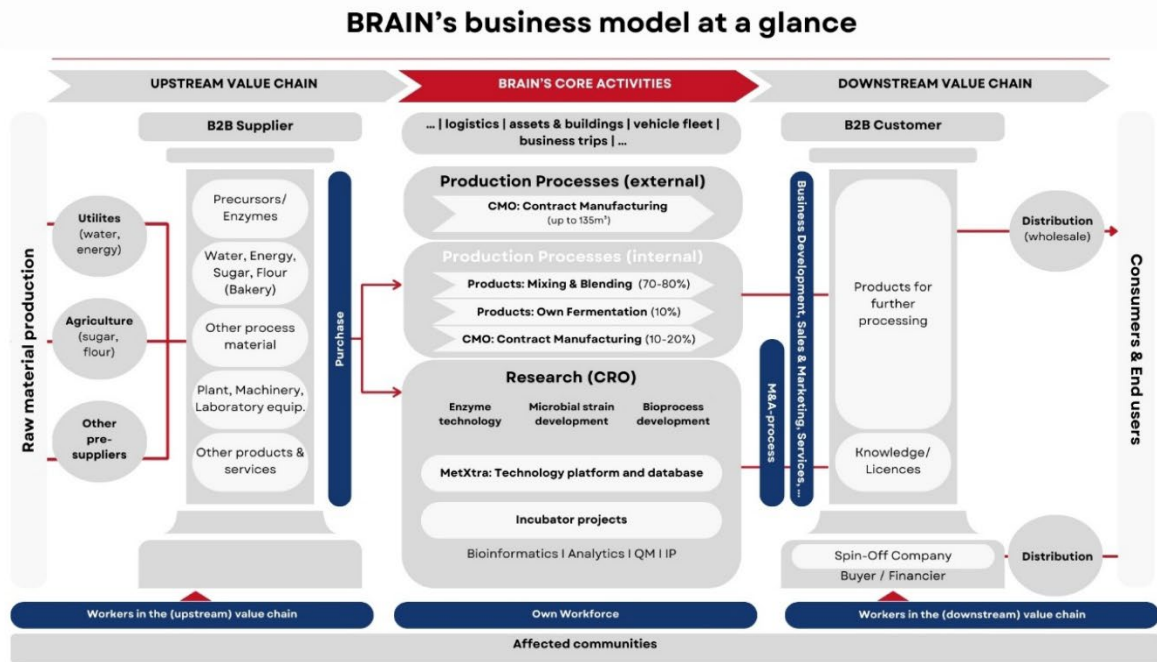 BRAIN’s business model at a glance
UPSTREAM VALUE CHAIN
BRAIN’S CORE ACTIVITIES
DOWNSTREAM VALUE CHAIN
Raw material production
Utilites
(water,
energy)
Agriculture
(sugar,
flour)
Other
pre-
suppliers
B2B Supplier
Precursors/
Enzymes
Water, Energy,
Sugar, Flour
(Bakery)
Other process
material
Plant, Machinery,
Laboratory equip.
Other products &
services
Purchase
... | logistics | assets & buildings | vehicle fleet |
business trips | ...
Production Processes (external)
CMO: Contract Manufacturing
(up to 135m³)
Production Processes (internal)
Products: Mixing & Blending (70-80%)
Products: Own Fermentation (10%)
CMO: Contract Manufacturing (10-20%)
Research (CRO)
Enzyme
technology
Microbial strain
development
Bioprocess
development
MetXtra: Technology platform and database
Incubator projects
Bioinformatics I Analytics I QM I IP
M&A-process
Business Development, Sales & Marketing, Services, ...
B2B Customer
Products for
further
processing
Knowledge/
Licences
Spin-Off Company
Buyer / Financier
Distribution
(wholesale)
Distribution
Consumers & End users
Workers in the (upstream) value chain
Own Workforce
Workers in the (downstream) value chain
Affected communities